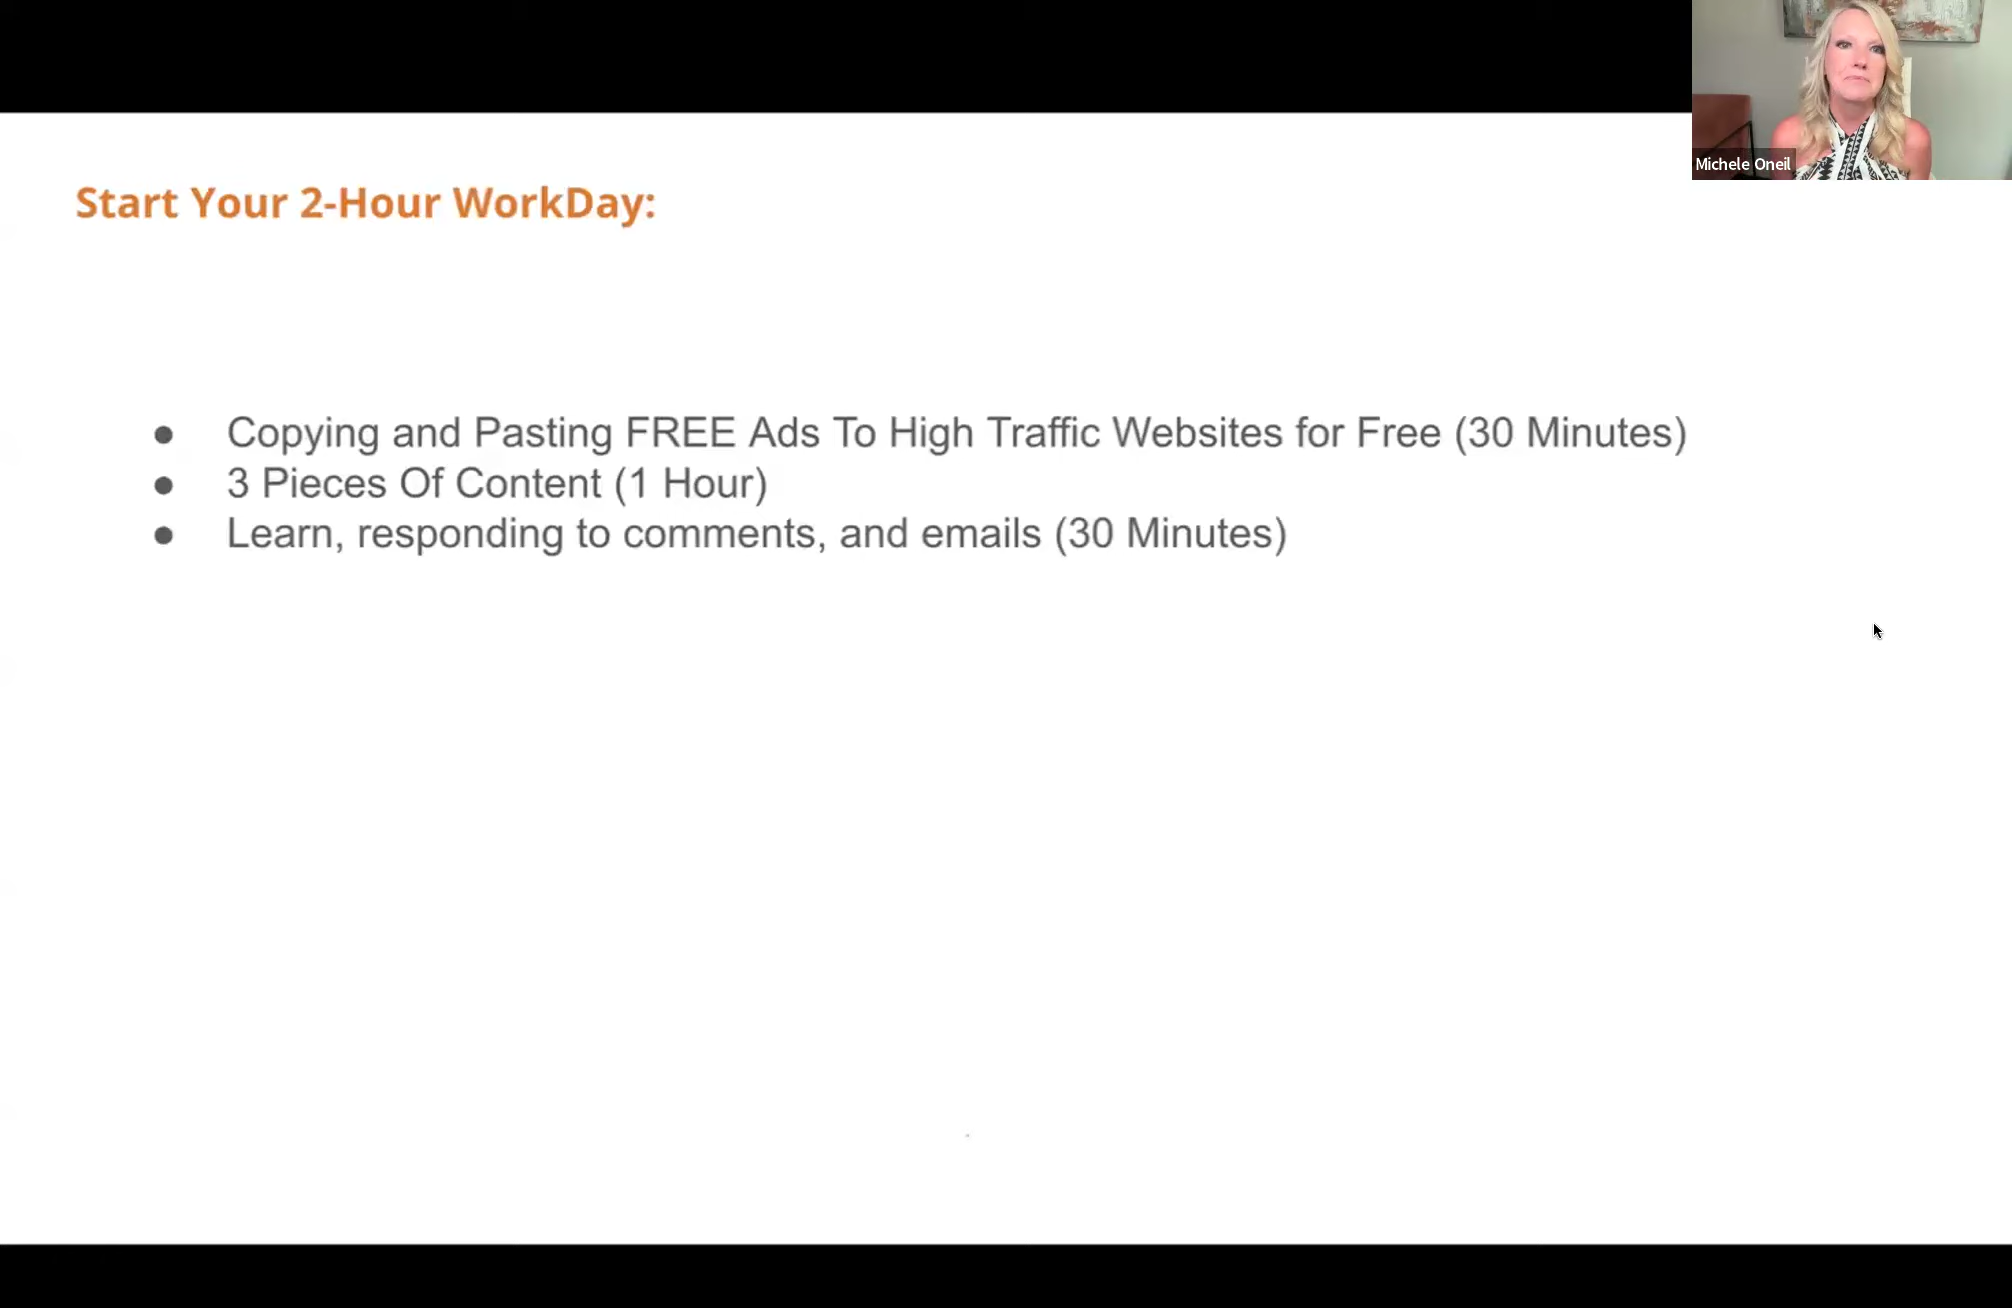 Michele Oneil
Start Your 2-Hour WorkDay:
Copying and Pasting FREE Ads To High Traffic Websites for Free (30 Minutes)
3 Pieces Of Content (1 Hour)
Learn, responding to comments, and emails (30 Minutes)